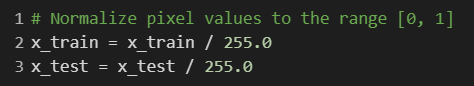 1 # Normalize pixel values to the range [0, 1]
2 x_train = x_train / 255.0
3 x_test = x_test / 255.0